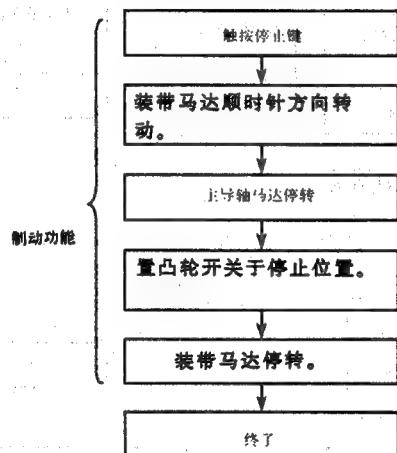 触按停止键
装带马达顺时针方向转
动。
主导轴马达停转
制动功能
置凸轮开关于停止位置。
装带马达停转。
终了